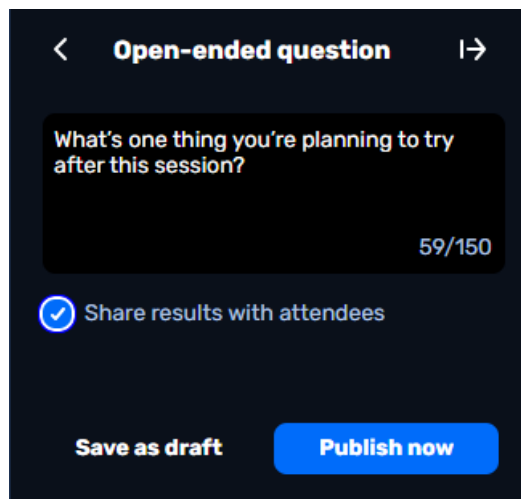 Open-ended question
What’s one thing you’re planning to try
after this session?
59/150
Share results with attendees
Save as draft
Publish now